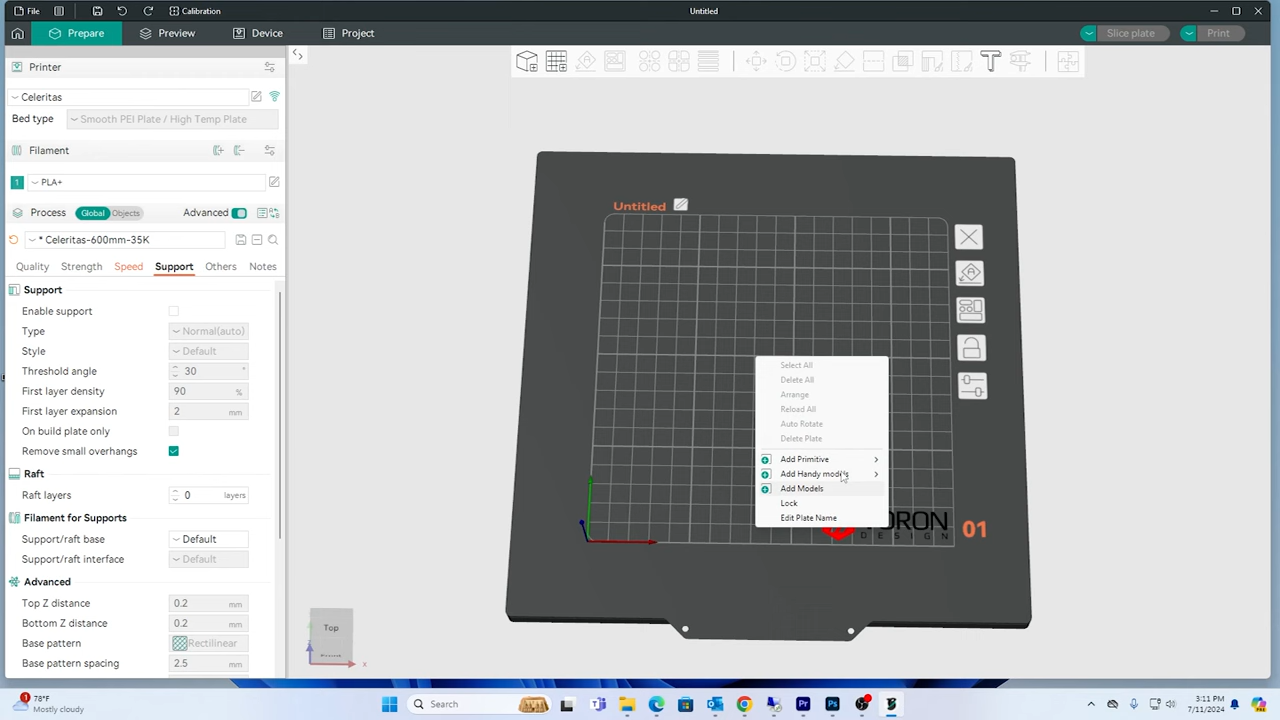 File
Calibration
Untitled
Prepare
Preview
Device
Project
Slice plate
Print
Printer
Celeritas
Bed type
Smooth PEI Plate / High Temp Plate
Filament
1
PLA+
Process
Global
Objects
Advanced
* Celeritas-600mm-35K
Quality
Strength
Speed
Support
Others
Notes
Support
Enable support
Type
Normal(auto)
Style
Default
Threshold angle
30
°
First layer density
90
%
First layer expansion
2
mm
On build plate only
Remove small overhangs
Raft
Raft layers
0
layers
Filament for Supports
Support/raft base
Default
Support/raft interface
Default
Advanced
Top Z distance
0.2
mm
Bottom Z distance
0.2
mm
Base pattern
Rectilinear
Base pattern spacing
2.5
mm
Untitled
Select All
Delete All
Arrange
Reload All
Auto Rotate
Delete Plate
Add Primitive
Add Handy models
Add Models
Lock
Edit Plate Name
ORON
DESIGN
01
Top
x
1
78°F
Mostly cloudy
Search
3:11 PM
7/11/2024